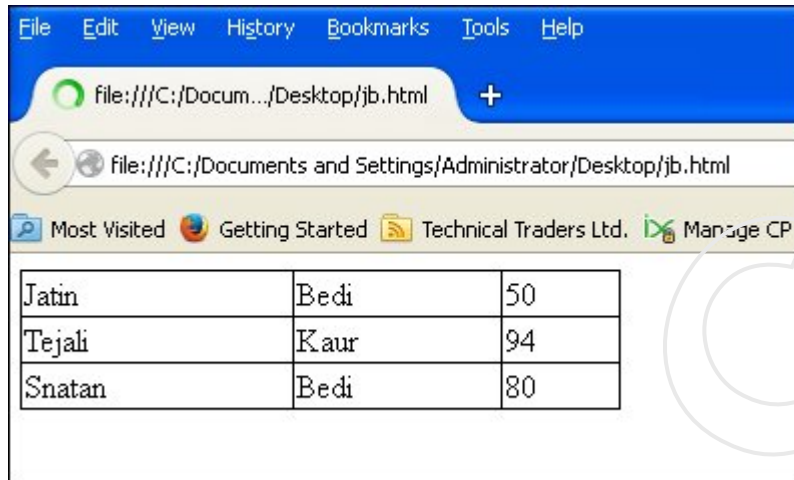 File Edit View History Bookmarks Tools Help
file:///C:/Docum.../Desktop/jb.html +
file:///C:/Documents and Settings/Administrator/Desktop/jb.html
Most Visited Getting Started Technical Traders Ltd. Manage CP
Jatin Bedi 50
Tejali Kaur 94
Snatan Bedi 80